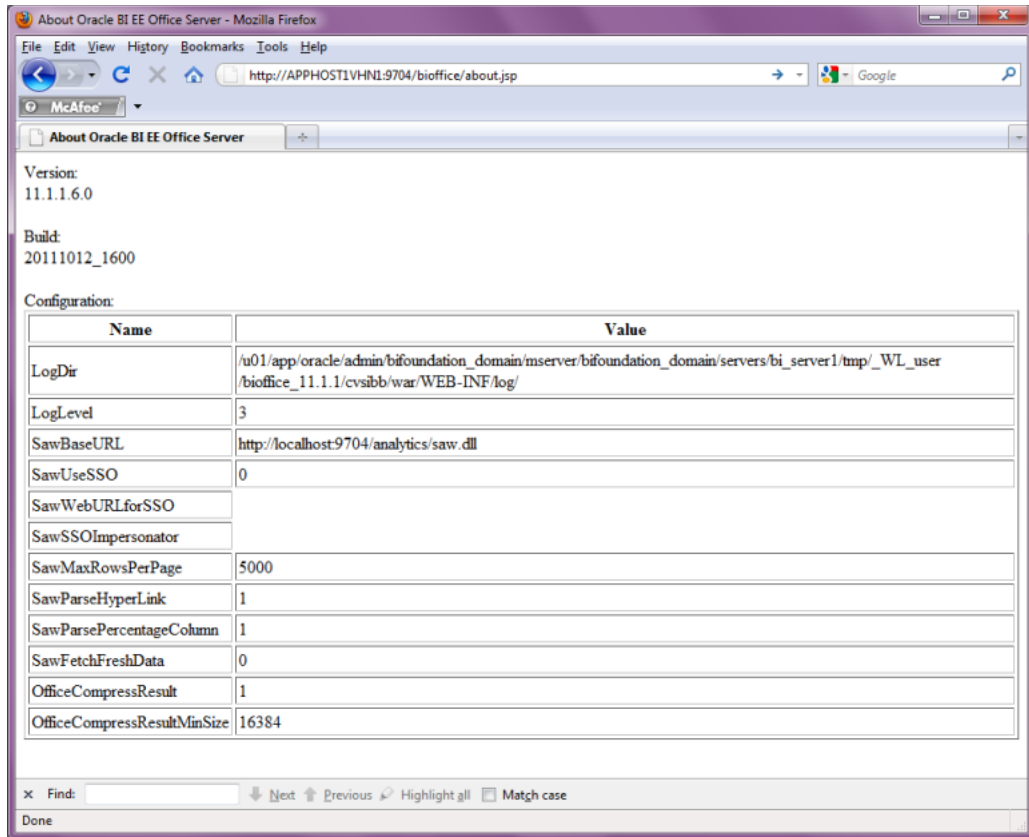 About Oracle BI EE Office Server - Mozilla Firefox
File Edit View History Bookmarks Tools Help
http://APPHOST1VHN1:9704/bioffice/about.jsp
Google
McAfee
About Oracle BI EE Office Server
Version:
11.1.1.6.0
Build:
20111012_1600
Configuration:
Name Value
LogDir /u01/app/oracle/admin/bifoundation_domain/mserver/bifoundation_domain/servers/bi_server1/tmp/_WL_user
/bioffice_11.1.1/cvsibb/war/WEB-INF/log/
LogLevel 3
SawBaseURL http://localhost:9704/analytics/saw.dll
SawUseSSO 0
SawWebURLforSSO
SawSSOImpersonator
SawMaxRowsPerPage 5000
SawParseHyperLink 1
SawParsePercentageColumn 1
SawFetchFreshData 0
OfficeCompressResult 1
OfficeCompressResultMinSize 16384
× Find: Next Previous Highlight all Match case
Done